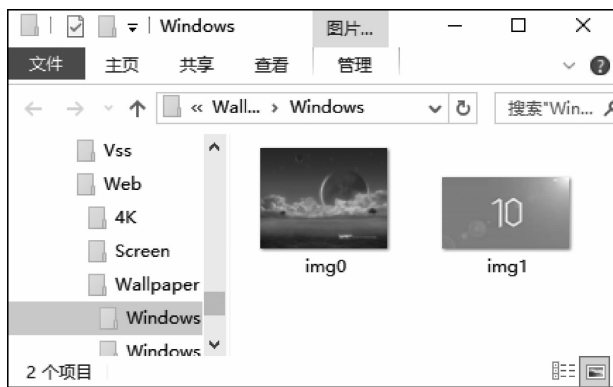 Windows
图片...
文件 主页 共享 查看 管理
« Wall... › Windows
搜索"Win...
Vss
Web
4K
Screen
Wallpaper
Windows
Windows
10
img0
img1
2 个项目